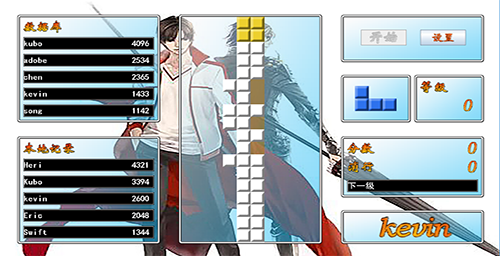 数据库
kubo 4096
adobe 2534
chen 2365
kevin 1433
song 1142
本地记录
Heri 4321
Kubo 3394
kevin 2600
Eric 2048
Swift 1344
开始
设置
等级
0
分数 0
消行 0
下一级
kevin